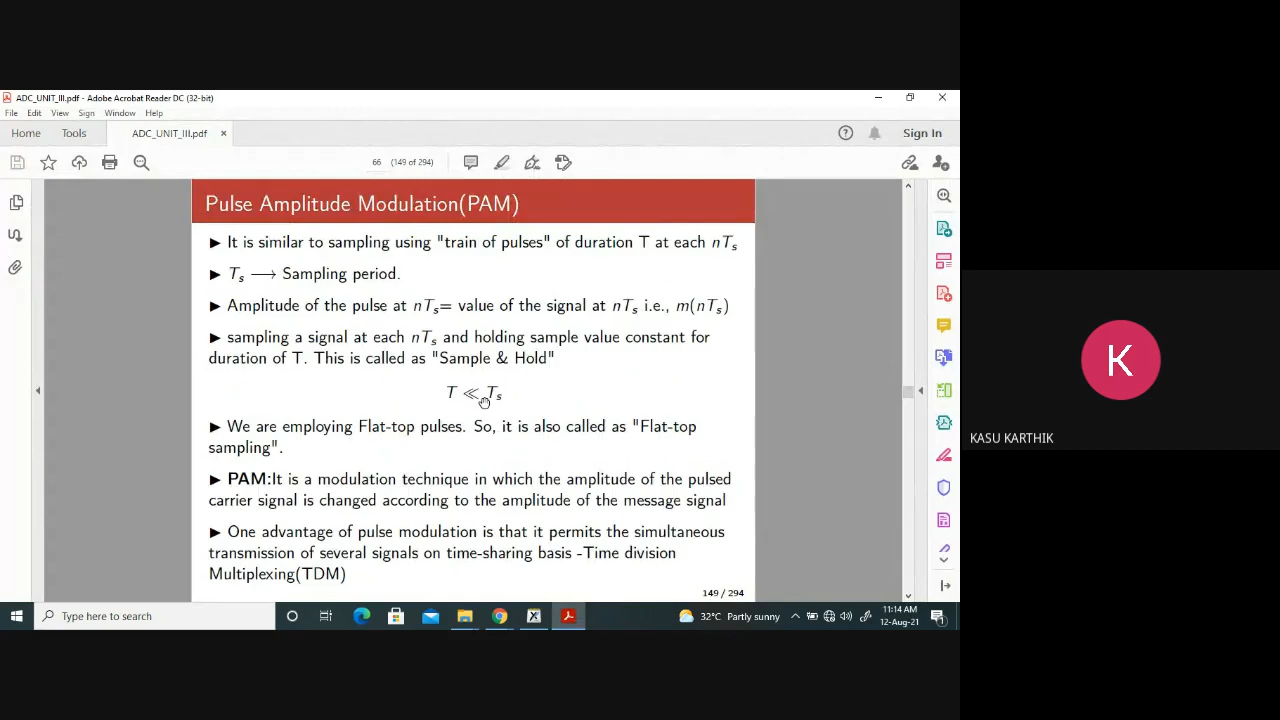 ADC_UNIT_III.pdf - Adobe Acrobat Reader DC (32-bit)
File Edit View Sign Window Help
Home Tools ADC_UNIT_III.pdf × Sign In
66 (149 of 294)
Pulse Amplitude Modulation(PAM)
► It is similar to sampling using "train of pulses" of duration T at each nTₛ
► Tₛ ⟶ Sampling period.
► Amplitude of the pulse at nTₛ= value of the signal at nTₛ i.e., m(nTₛ)
► sampling a signal at each nTₛ and holding sample value constant for
duration of T. This is called as "Sample & Hold"
T ≪ Tₛ
► We are employing Flat-top pulses. So, it is also called as "Flat-top
sampling".
► PAM:It is a modulation technique in which the amplitude of the pulsed
carrier signal is changed according to the amplitude of the message signal
► One advantage of pulse modulation is that it permits the simultaneous
transmission of several signals on time-sharing basis -Time division
Multiplexing(TDM)
149 / 294
Type here to search
32°C Partly sunny
11:14 AM
12-Aug-21
1
K
KASU KARTHIK